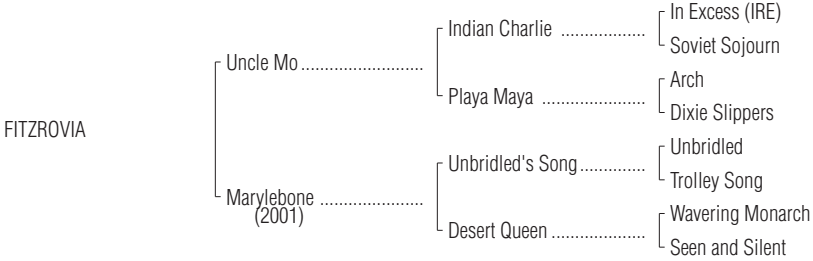 In Excess (IRE)
Indian Charlie ...................
Soviet Sojourn
Uncle Mo..........................
Arch
Playa Maya ......................
Dixie Slippers
FITZROVIA
Unbridled
Unbridled's Song..............
Trolley Song
Marylebone ......................
(2001)
Wavering Monarch
Desert Queen ....................
Seen and Silent